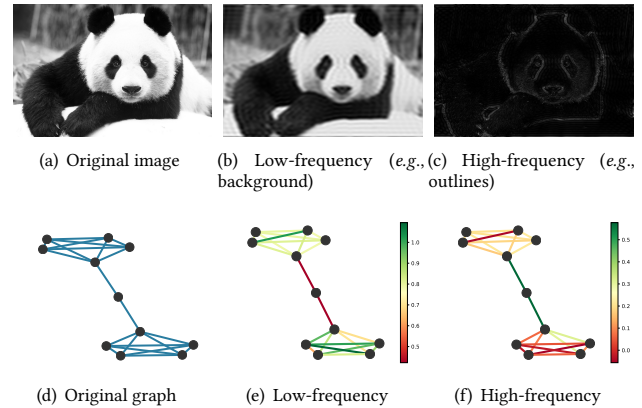 (a) Original image
(b) Low-frequency (e.g.,
background)
(c) High-frequency (e.g.,
outlines)
1.0
0.9
0.8
0.7
0.6
0.5
0.5
0.4
0.3
0.2
0.1
0.0
(d) Original graph
(e) Low-frequency
(f) High-frequency